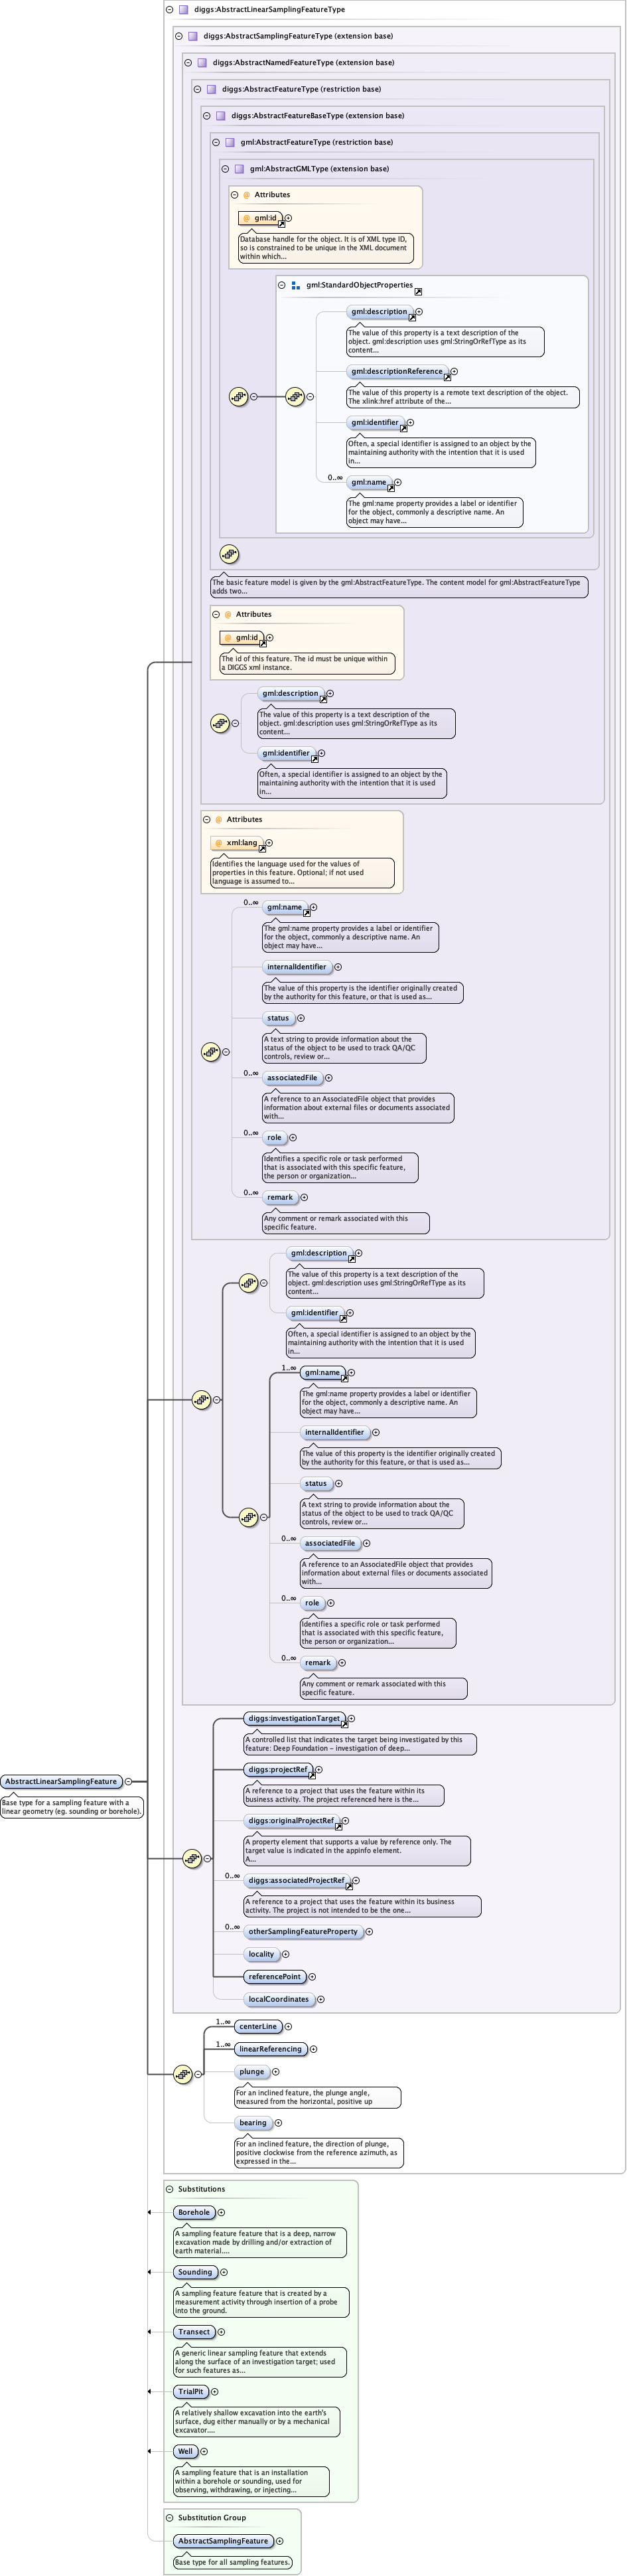 diggs:AbstractLinearSamplingFeatureType
diggs:AbstractSamplingFeatureType (extension base)
diggs:AbstractNamedFeatureType (extension base)
diggs:AbstractFeatureType (restriction base)
diggs:AbstractFeatureBaseType (extension base)
gml:AbstractFeatureType (restriction base)
gml:AbstractGMLType (extension base)
@ Attributes
@ gml:id
Database handle for the object. It is of XML type ID,
so is constrained to be unique in the XML document
within which...
gml:StandardObjectProperties
gml:description
The value of this property is a text description of the
object. gml:description uses gml:StringOrRefType as its
content...
gml:descriptionReference
The value of this property is a remote text description of the object.
The xlink:href attribute of the...
gml:identifier
Often, a special identifier is assigned to an object by the
maintaining authority with the intention that it is used
in...
0..∞
gml:name
The gml:name property provides a label or identifier
for the object, commonly a descriptive name. An
object may have...
The basic feature model is given by the gml:AbstractFeatureType. The content model for gml:AbstractFeatureType
adds two...
@ Attributes
@ gml:id
The id of this feature. The id must be unique within
a DIGGS xml instance.
gml:description
The value of this property is a text description of the
object. gml:description uses gml:StringOrRefType as its
content...
gml:identifier
Often, a special identifier is assigned to an object by the
maintaining authority with the intention that it is used
in...
@ Attributes
@ xml:lang
Identifies the language used for the values of
properties in this feature. Optional; if not used
language is assumed to...
0..∞
gml:name
The gml:name property provides a label or identifier
for the object, commonly a descriptive name. An
object may have...
internalIdentifier
The value of this property is the identifier originally created
by the authority for this feature, or that is used as...
status
A text string to provide information about the
status of the object to be used to track QA/QC
controls, review or...
0..∞
associatedFile
A reference to an AssociatedFile object that provides
information about external files or documents associated
with...
0..∞
role
Identifies a specific role or task performed
that is associated with this specific feature,
the person or organization...
0..∞
remark
Any comment or remark associated with this
specific feature.
gml:description
The value of this property is a text description of the
object. gml:description uses gml:StringOrRefType as its
content...
gml:identifier
Often, a special identifier is assigned to an object by the
maintaining authority with the intention that it is used
in...
1..∞
gml:name
The gml:name property provides a label or identifier
for the object, commonly a descriptive name. An
object may have...
internalIdentifier
The value of this property is the identifier originally created
by the authority for this feature, or that is used as...
status
A text string to provide information about the
status of the object to be used to track QA/QC
controls, review or...
0..∞
associatedFile
A reference to an AssociatedFile object that provides
information about external files or documents associated
with...
0..∞
role
Identifies a specific role or task performed
that is associated with this specific feature,
the person or organization...
0..∞
remark
Any comment or remark associated with this
specific feature.
diggs:investigationTarget
A controlled list that indicates the target being investigated by this
feature: Deep Foundation - investigation of deep...
diggs:projectRef
A reference to a project that uses the feature within its
business activity. The project referenced here is the...
AbstractLinearSamplingFeature
Base type for a sampling feature with a
linear geometry (eg. sounding or borehole).
diggs:originalProjectRef
A property element that supports a value by reference only. The
target value is indicated in the appinfo element.
A...
0..∞
diggs:associatedProjectRef
A reference to a project that uses the feature within its business
activity. The project is not intended to be the one...
0..∞
otherSamplingFeatureProperty
locality
referencePoint
localCoordinates
1..∞
centerLine
1..∞
linearReferencing
plunge
For an inclined feature, the plunge angle,
measured from the horizontal, positive up
bearing
For an inclined feature, the direction of plunge,
positive clockwise from the reference azimuth, as
expressed in the...
Substitutions
Borehole
A sampling feature feature that is a deep, narrow
excavation made by drilling and/or extraction of
earth material....
Sounding
A sampling feature feature that is created by a
measurement activity through insertion of a probe
into the ground.
Transect
A generic linear sampling feature that extends
along the surface of an investigation target; used
for such features as...
TrialPit
A relatively shallow excavation into the earth's
surface, dug either manually or by a mechanical
excavator....
Well
A sampling feature that is an installation
within a borehole or sounding, used for
observing, withdrawing, or injecting...
Substitution Group
AbstractSamplingFeature
Base type for all sampling features.